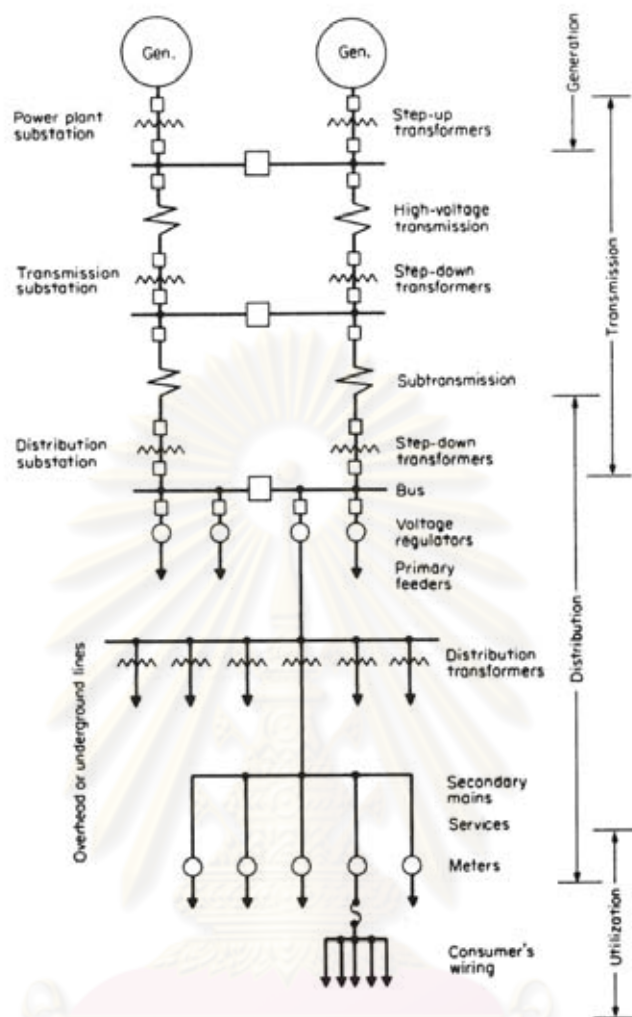 Gen.
Gen.
Generation
Power plant
substation
Step-up
transformers
High-voltage
transmission
Transmission
substation
Step-down
transformers
Transmission
Subtransmission
Distribution
substation
Step-down
transformers
Bus
Voltage
regulators
Primary
feeders
Distribution
Overhead or underground lines
Distribution
transformers
Secondary
mains
Services
Meters
Utilization
Consumer's
wiring